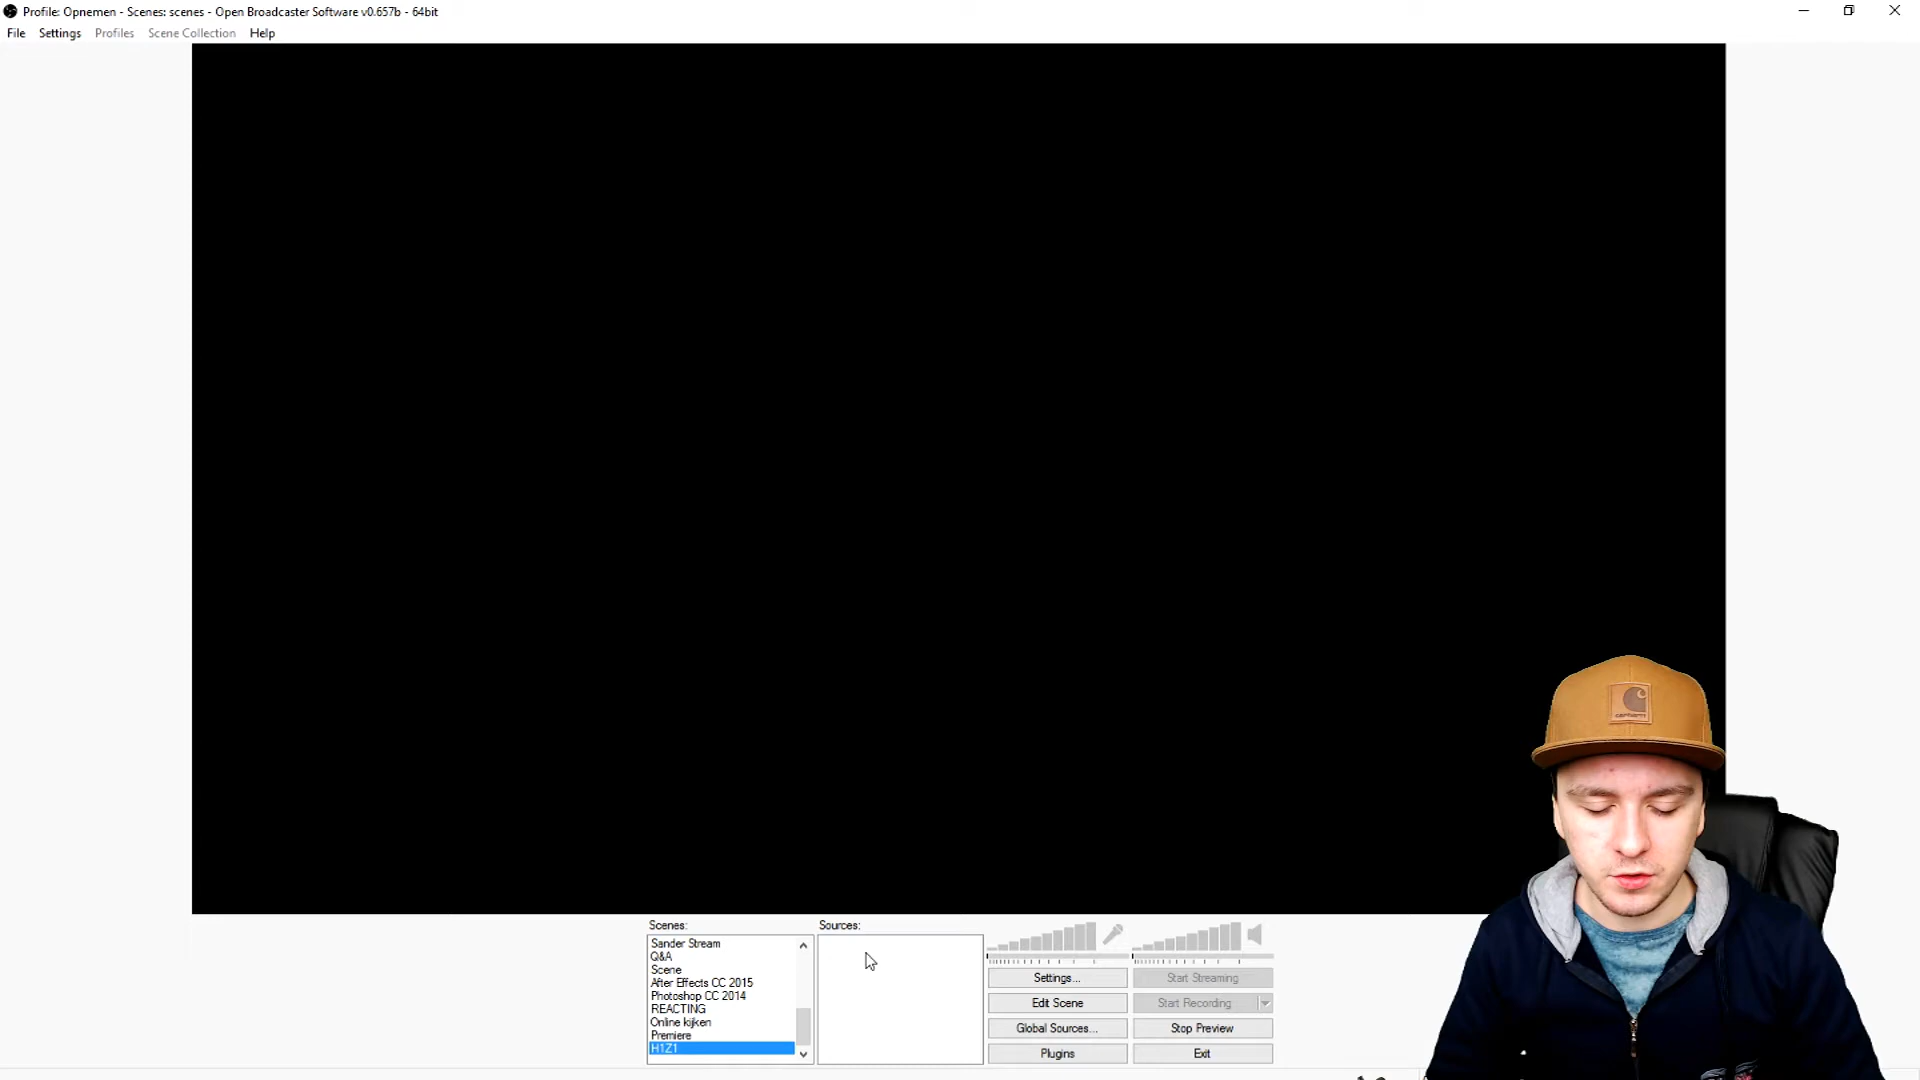 Profile: Opnemen - Scenes: scenes - Open Broadcaster Software v0.657b - 64bit
File Settings Profiles Scene Collection Help
Scenes:
Sander Stream
Q&A
Scene
After Effects CC 2015
Photoshop CC 2014
REACTING
Online kijken
Premiere
H1Z1
Sources:
Settings...
Start Streaming
Edit Scene
Start Recording
Global Sources...
Stop Preview
Plugins
Exit
carhartt